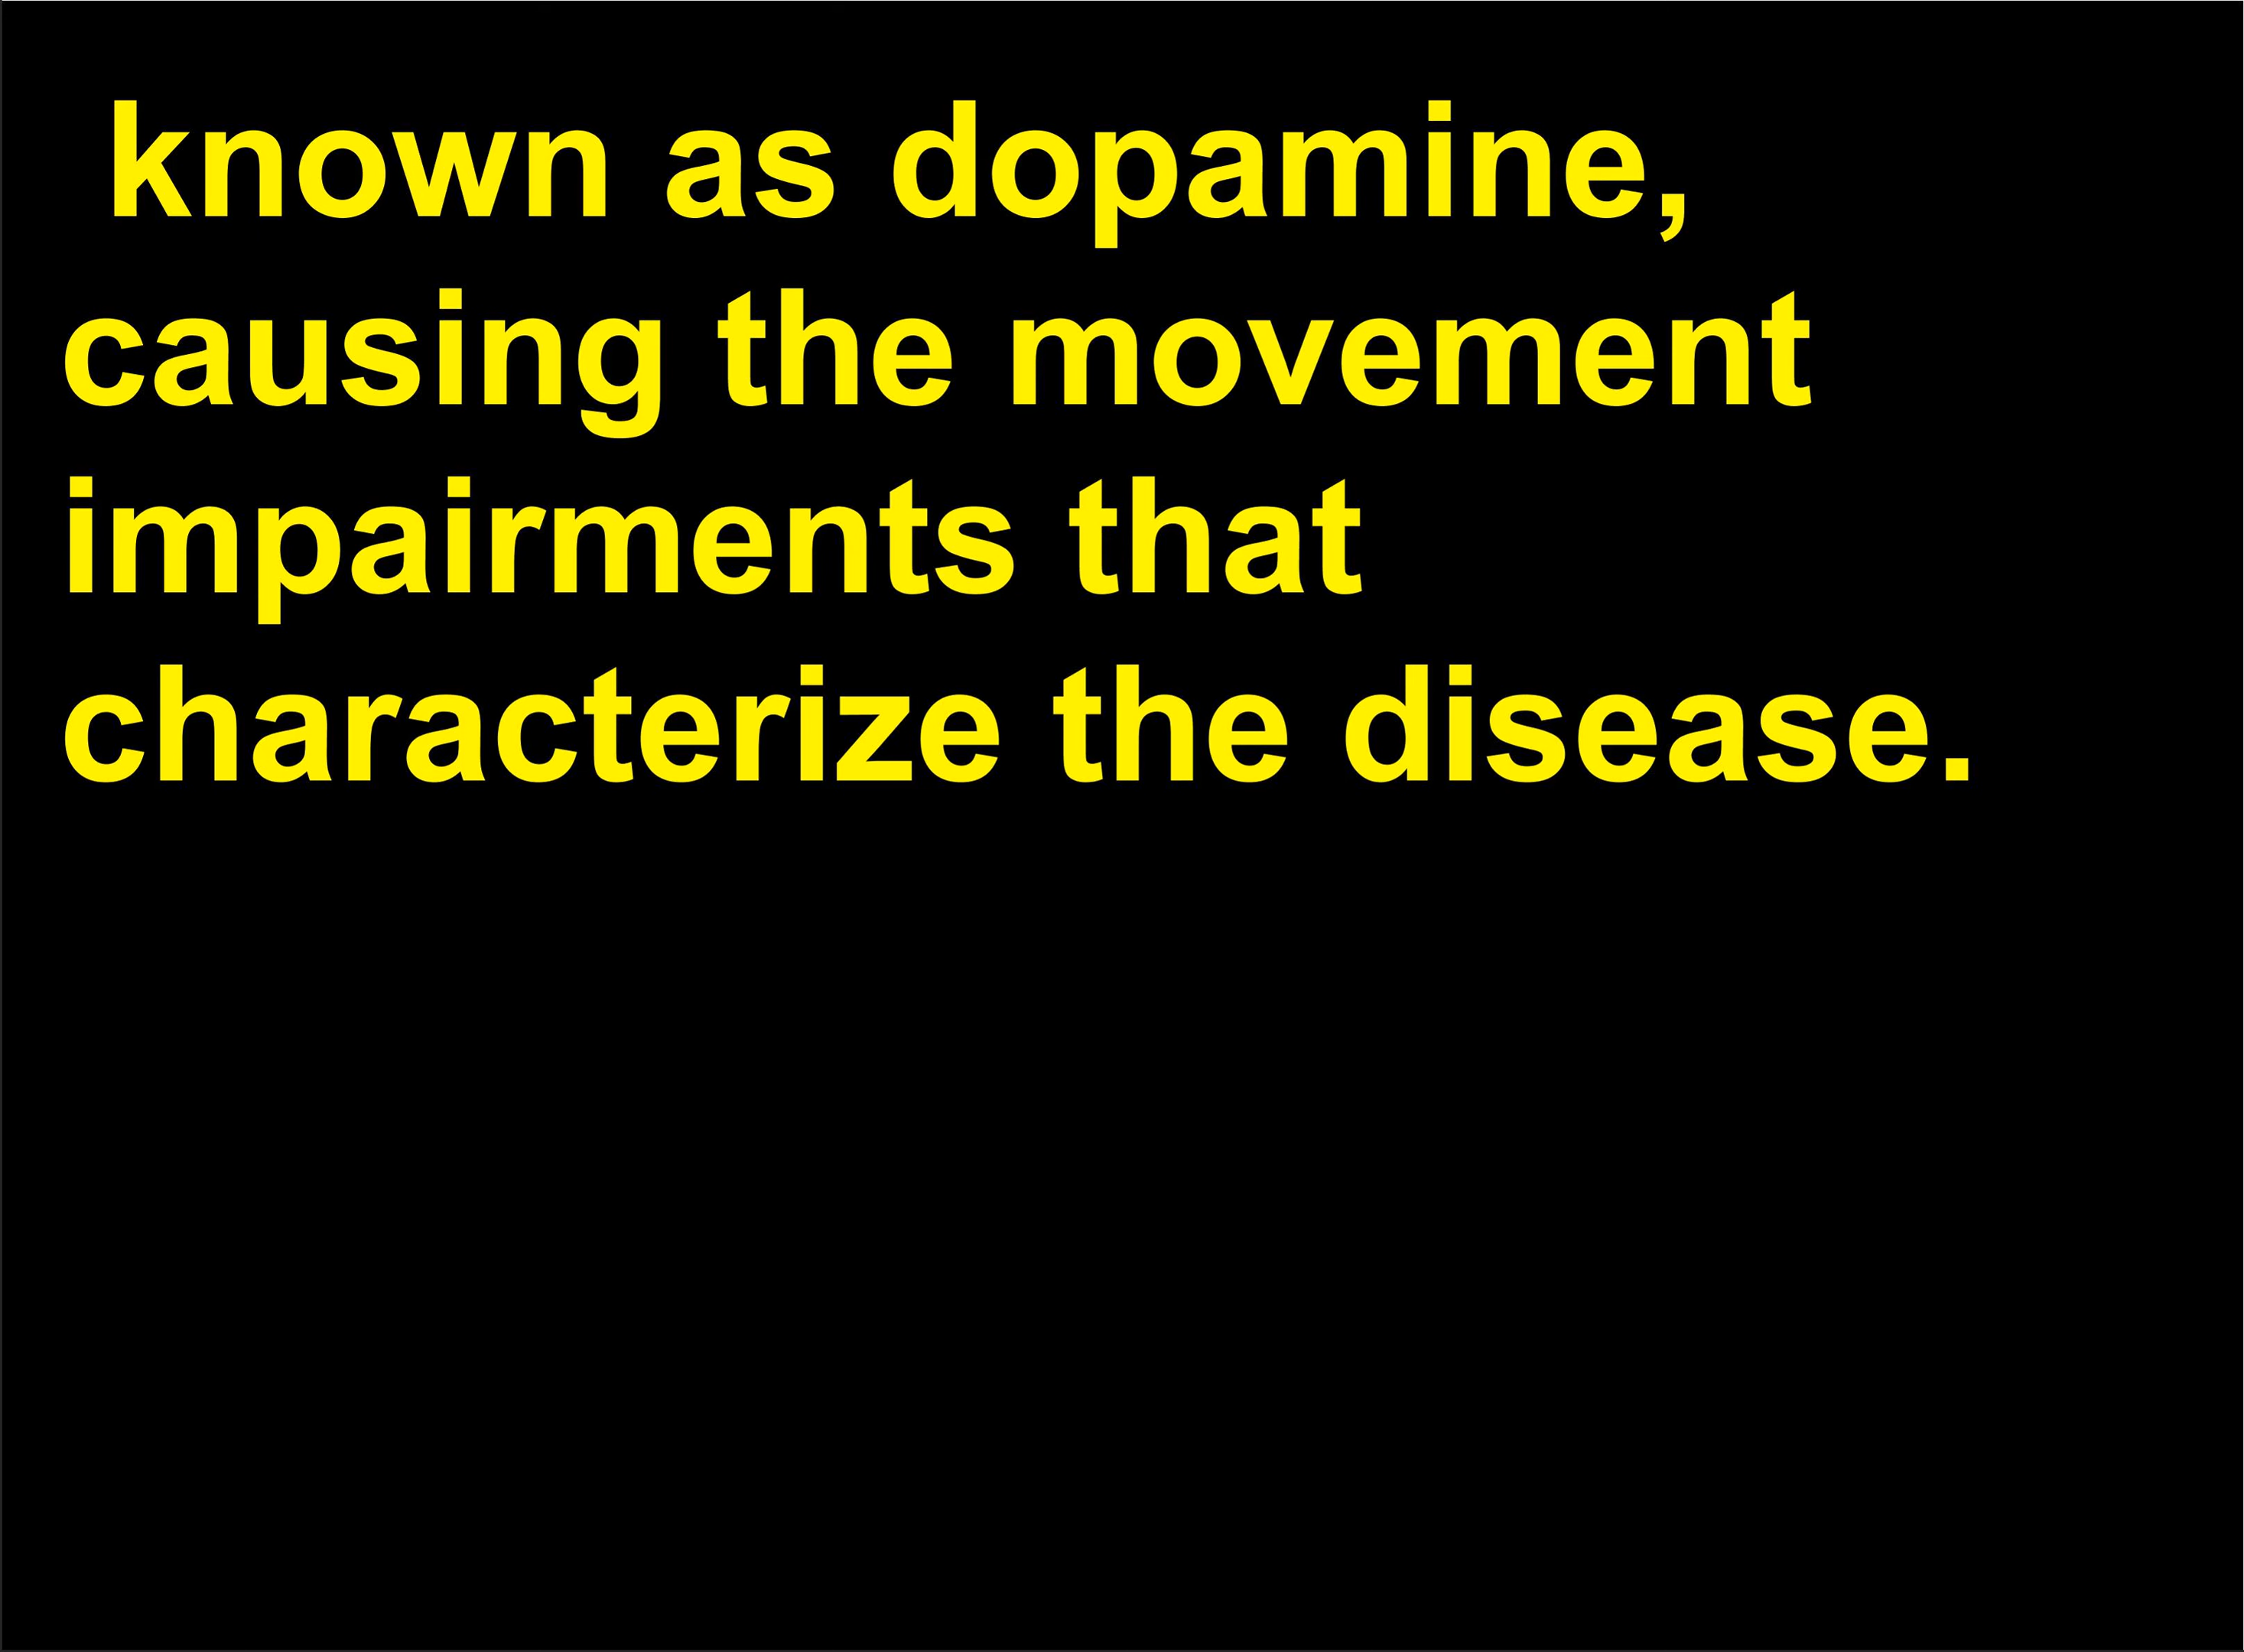 known as dopamine,
causing the movement
impairments that
characterize the disease.